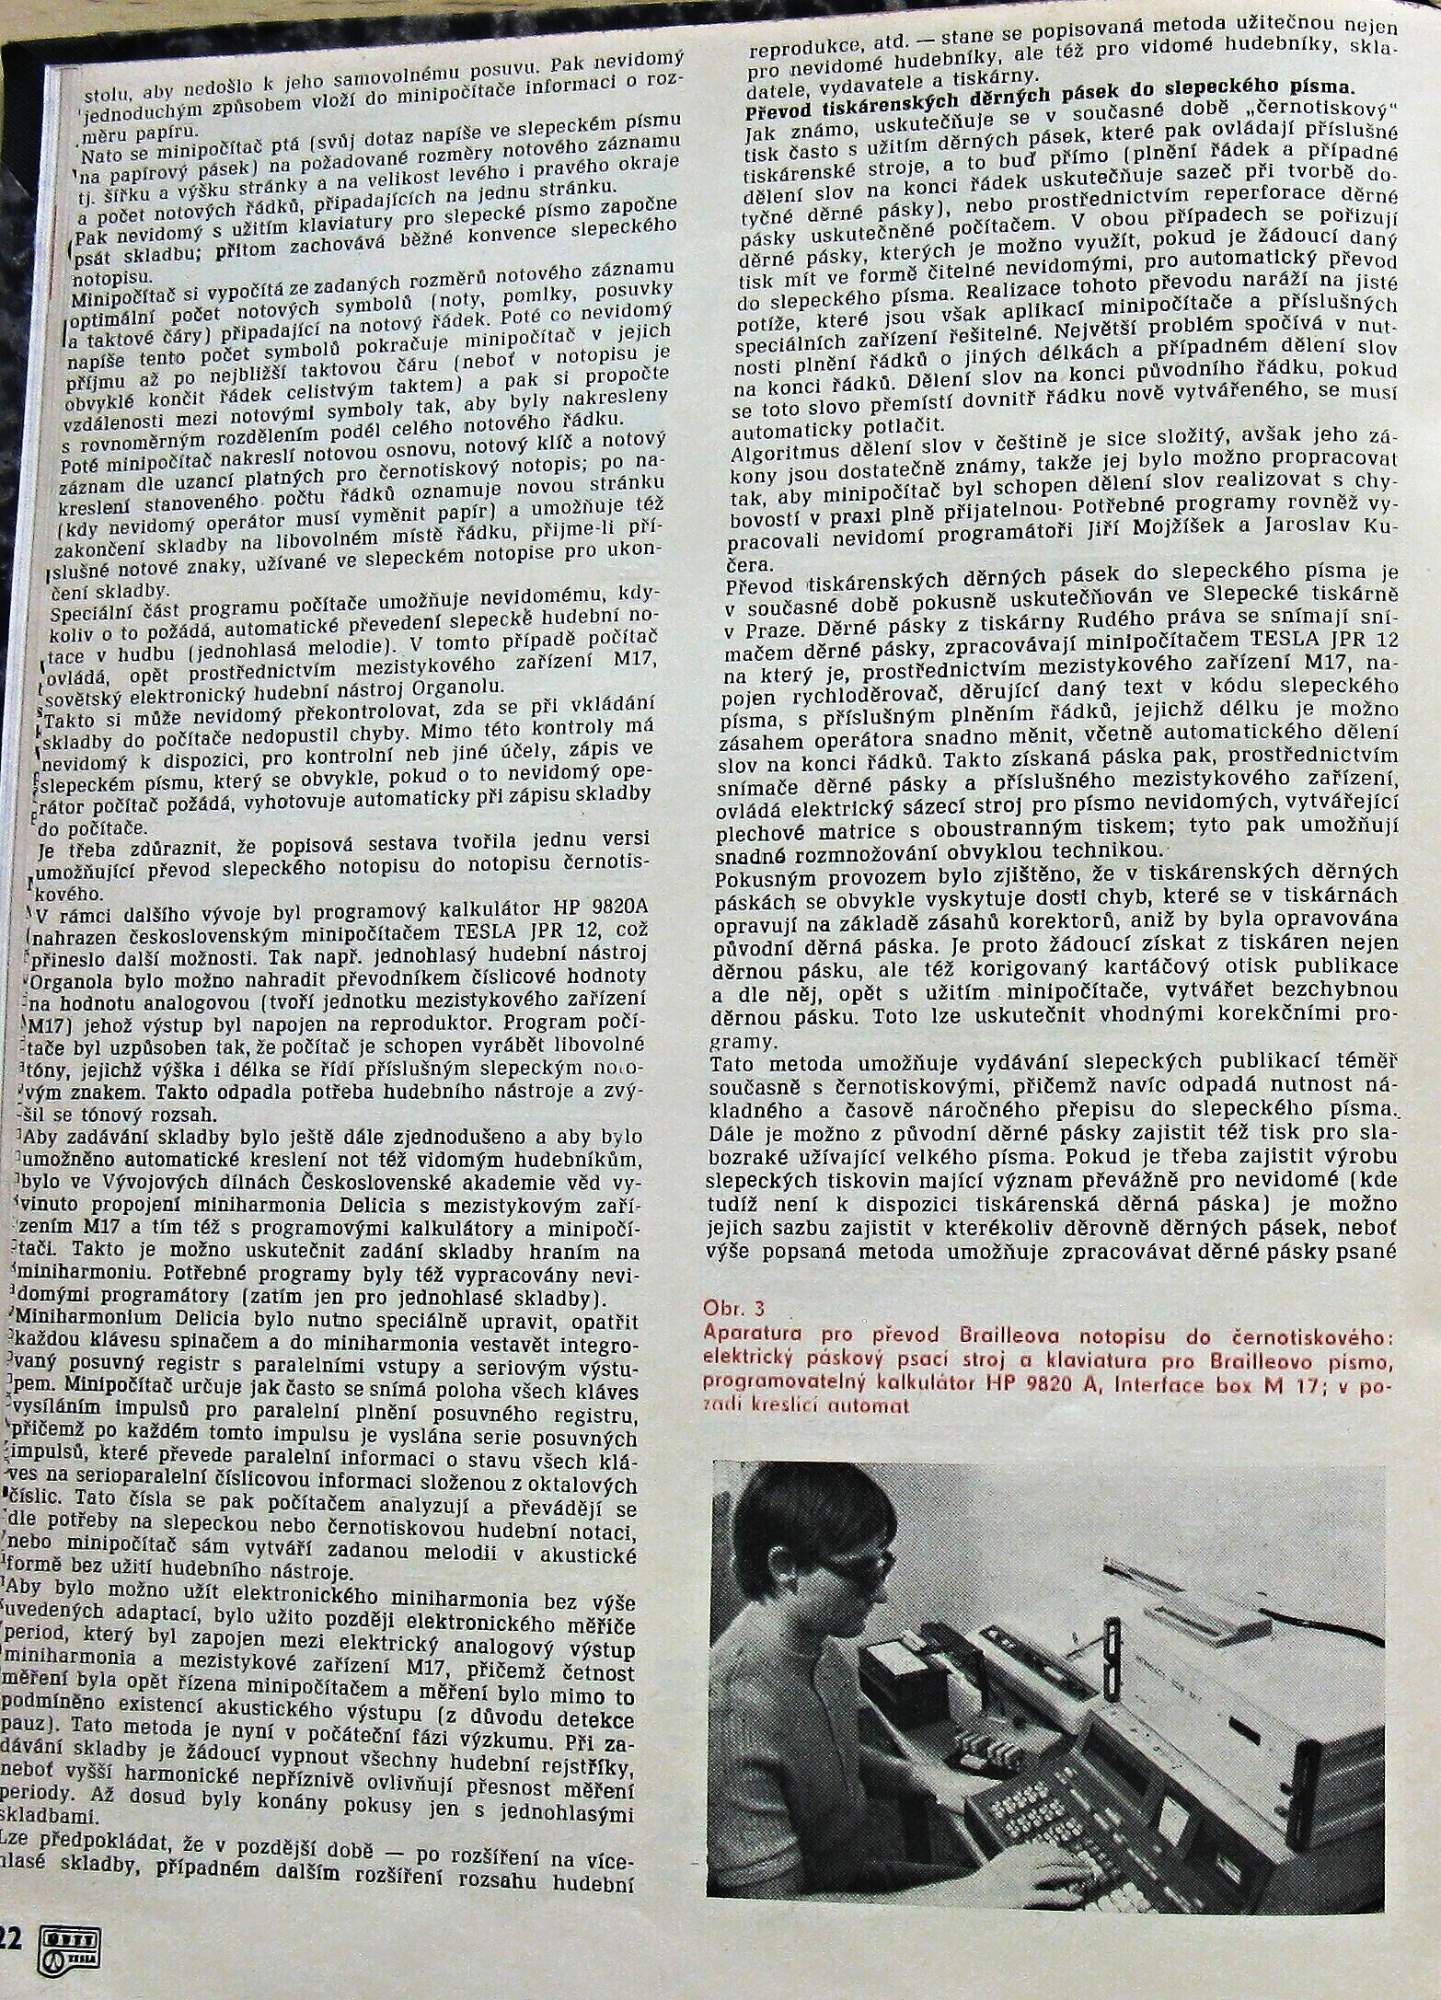 stolu, aby nedošlo k jeho samovolnému posuvu. Pak nevidomý
jednoduchým způsobem vloží do minipočítače informaci o roz-
měru papíru.
Nato se minipočítač ptá (svůj dotaz napíše ve slepeckém písmu
na papírový pásek) na požadované rozměry notového záznamu
tj. šířku a výšku stránky a na velikost levého i pravého okraje
a počet notových řádků, připadajících na jednu stránku.
Pak nevidomý s užitím klaviatury pro slepecké písmo započne
psát skladbu; přitom zachovává běžné konvence slepeckého
notopisu.
Minipočítač si vypočítá ze zadaných rozměrů notového záznamu
optimální počet notových symbolů (noty, pomlky, posuvky
a taktové čáry) připadající na notový řádek. Poté co nevidomý
napíše tento počet symbolů pokračuje minipočítač v jejich
příjmu až po nejbližší taktovou čáru (neboť v notopisu je
obvyklé končit řádek celistvým taktem) a pak si propočte
vzdálenosti mezi notovými symboly tak, aby byly nakresleny
s rovnoměrným rozdělením podél celého notového řádku.
Poté minipočítač nakreslí notovou osnovu, notový klíč a notový
záznam dle uzancí platných pro černotiskový notopis; po na-
kreslení stanoveného počtu řádků oznamuje novou stránku
(kdy nevidomý operátor musí vyměnit papír) a umožňuje též
zakončení skladby na libovolném místě řádku, přijme-li pří-
slušné notové znaky, užívané ve slepeckém notopise pro ukon-
čení skladby.
Speciální část programu počítače umožňuje nevidomému, kdy-
koliv o to požádá, automatické převedení slepecké hudební no-
tace v hudbu (jednohlasá melodie). V tomto případě počítač
ovládá, opět prostřednictvím mezistykového zařízení M17,
sovětský elektronický hudební nástroj Organolu.
Takto si může nevidomý překontrolovat, zda se při vkládání
skladby do počítače nedopustil chyby. Mimo této kontroly má
nevidomý k dispozici, pro kontrolní neb jiné účely, zápis ve
slepeckém písmu, který se obvykle, pokud o to nevidomý ope-
rátor počítač požádá, vyhotovuje automaticky při zápisu skladby
do počítače.
Je třeba zdůraznit, že popisová sestava tvořila jednu versi
umožňující převod slepeckého notopisu do notopisu černotis-
kového.
V rámci dalšího vývoje byl programový kalkulátor HP 9820A
nahrazen československým minipočítačem TESLA JPR 12, což
přineslo další možnosti. Tak např. jednohlasý hudební nástroj
Organola bylo možno nahradit převodníkem číslicové hodnoty
na hodnotu analogovou (tvoří jednotku mezistykového zařízení
M17) jehož výstup byl napojen na reproduktor. Program počí-
tače byl uzpůsoben tak, že počítač je schopen vyrábět libovolné
tóny, jejichž výška i délka se řídí příslušným slepeckým noto-
vým znakem. Takto odpadla potřeba hudebního nástroje a zvý-
šil se tónový rozsah.
Aby zadávání skladby bylo ještě dále zjednodušeno a aby bylo
umožněno automatické kreslení not též vidomým hudebníkům,
bylo ve Vývojových dílnách Československé akademie věd vy-
vinuto propojení miniharmonia Delicia s mezistykovým zaří-
zením M17 a tím též s programovými kalkulátory a minipočí-
tači. Takto je možno uskutečnit zadání skladby hraním na
miniharmoniu. Potřebné programy byly též vypracovány nevi-
domými programátory (zatím jen pro jednohlasé skladby).
Miniharmonium Delicia bylo nutno speciálně upravit, opatřit
každou klávesu spinačem a do miniharmonia vestavět integro-
vaný posuvný registr s paralelními vstupy a seriovým výstu-
pem. Minipočítač určuje jak často se snímá poloha všech kláves
vysíláním impulsů pro paralelní plnění posuvného registru,
přičemž po každém tomto impulsu je vyslána serie posuvných
impulsů, které převede paralelní informaci o stavu všech klá-
ves na serioparalelní číslicovou informaci složenou z oktalových
číslic. Tato čísla se pak počítačem analyzují a převádějí se
dle potřeby na slepeckou nebo černotiskovou hudební notaci,
nebo minipočítač sám vytváří zadanou melodii v akustické
formě bez užití hudebního nástroje.
Aby bylo možno užít elektronického miniharmonia bez výše
uvedených adaptací, bylo užito později elektronického měřiče
period, který byl zapojen mezi elektrický analogový výstup
miniharmonia a mezistykové zařízení M17, přičemž četnost
měření byla opět řízena minipočítačem a měření bylo mimo to
podmíněno existencí akustického výstupu (z důvodu detekce
pauz). Tato metoda je nyní v počáteční fázi výzkumu. Při za-
dávání skladby je žádoucí vypnout všechny hudební rejstříky,
neboť vyšší harmonické nepříznivě ovlivňují přesnost měření
periody. Až dosud byly konány pokusy jen s jednohlasými
skladbami.
Lze předpokládat, že v pozdější době — po rozšíření na více-
hlasé skladby, případném dalším rozšíření rozsahu hudební
22
TESLA
reprodukce, atd. — stane se popisovaná metoda užitečnou nejen
pro nevidomé hudebníky, ale též pro vidomé hudebníky, skla-
datele, vydavatele a tiskárny.
Převod tiskárenských děrných pásek do slepeckého písma.
Jak známo, uskutečňuje se v současné době „černotiskový“
tisk často s užitím děrných pásek, které pak ovládají příslušné
tiskárenské stroje, a to buď přímo (plnění řádek a případné
dělení slov na konci řádek uskutečňuje sazeč při tvorbě do-
tyčné děrné pásky), nebo prostřednictvím reperforace děrné
pásky uskutečněné počítačem. V obou případech se pořizují
děrné pásky, kterých je možno využít, pokud je žádoucí daný
tisk mít ve formě čitelné nevidomými, pro automatický převod
do slepeckého písma. Realizace tohoto převodu naráží na jisté
potíže, které jsou však aplikací minipočítače a příslušných
speciálních zařízení řešitelné. Největší problém spočívá v nut-
nosti plnění řádků o jiných délkách a případném dělení slov
na konci řádků. Dělení slov na konci původního řádku, pokud
se toto slovo přemístí dovnitř řádku nově vytvářeného, se musí
automaticky potlačit.
Algoritmus dělení slov v češtině je sice složitý, avšak jeho zá-
kony jsou dostatečně známy, takže jej bylo možno propracovat
tak, aby minipočítač byl schopen dělení slov realizovat s chy-
bovostí v praxi plně přijatelnou. Potřebné programy rovněž vy-
pracovali nevidomí programátoři Jiří Mojžíšek a Jaroslav Ku-
čera.
Převod tiskárenských děrných pásek do slepeckého písma je
v současné době pokusně uskutečňován ve Slepecké tiskárně
v Praze. Děrné pásky z tiskárny Rudého práva se snímají sní-
mačem děrné pásky, zpracovávají minipočítačem TESLA JPR 12
na který je, prostřednictvím mezistykového zařízení M17, na-
pojen rychloděrovač, děrující daný text v kódu slepeckého
písma, s příslušným plněním řádků, jejichž délku je možno
zásahem operátora snadno měnit, včetně automatického dělení
slov na konci řádků. Takto získaná páska pak, prostřednictvím
snímače děrné pásky a příslušného mezistykového zařízení,
ovládá elektrický sázecí stroj pro písmo nevidomých, vytvářející
plechové matrice s oboustranným tiskem; tyto pak umožňují
snadné rozmnožování obvyklou technikou.
Pokusným provozem bylo zjištěno, že v tiskárenských děrných
páskách se obvykle vyskytuje dosti chyb, které se v tiskárnách
opravují na základě zásahů korektorů, aniž by byla opravována
původní děrná páska. Je proto žádoucí získat z tiskáren nejen
děrnou pásku, ale též korigovaný kartáčový otisk publikace
a dle něj, opět s užitím minipočítače, vytvářet bezchybnou
děrnou pásku. Toto lze uskutečnit vhodnými korekčními pro-
gramy.
Tato metoda umožňuje vydávání slepeckých publikací téměř
současně s černotiskovými, přičemž navíc odpadá nutnost ná-
kladného a časově náročného přepisu do slepeckého písma.
Dále je možno z původní děrné pásky zajistit též tisk pro sla-
bozraké užívající velkého písma. Pokud je třeba zajistit výrobu
slepeckých tiskovin mající význam převážně pro nevidomé (kde
tudíž není k dispozici tiskárenská děrná páska) je možno
jejich sazbu zajistit v kterékoliv děrovně děrných pásek, neboť
výše popsaná metoda umožňuje zpracovávat děrné pásky psané
Obr. 3
Aparatura pro převod Brailleova notopisu do černotiskového:
elektrický páskový psací stroj a klaviatura pro Brailleovo písmo,
programovatelný kalkulátor HP 9820 A, Interface box M 17; v po-
zadí kreslící automat